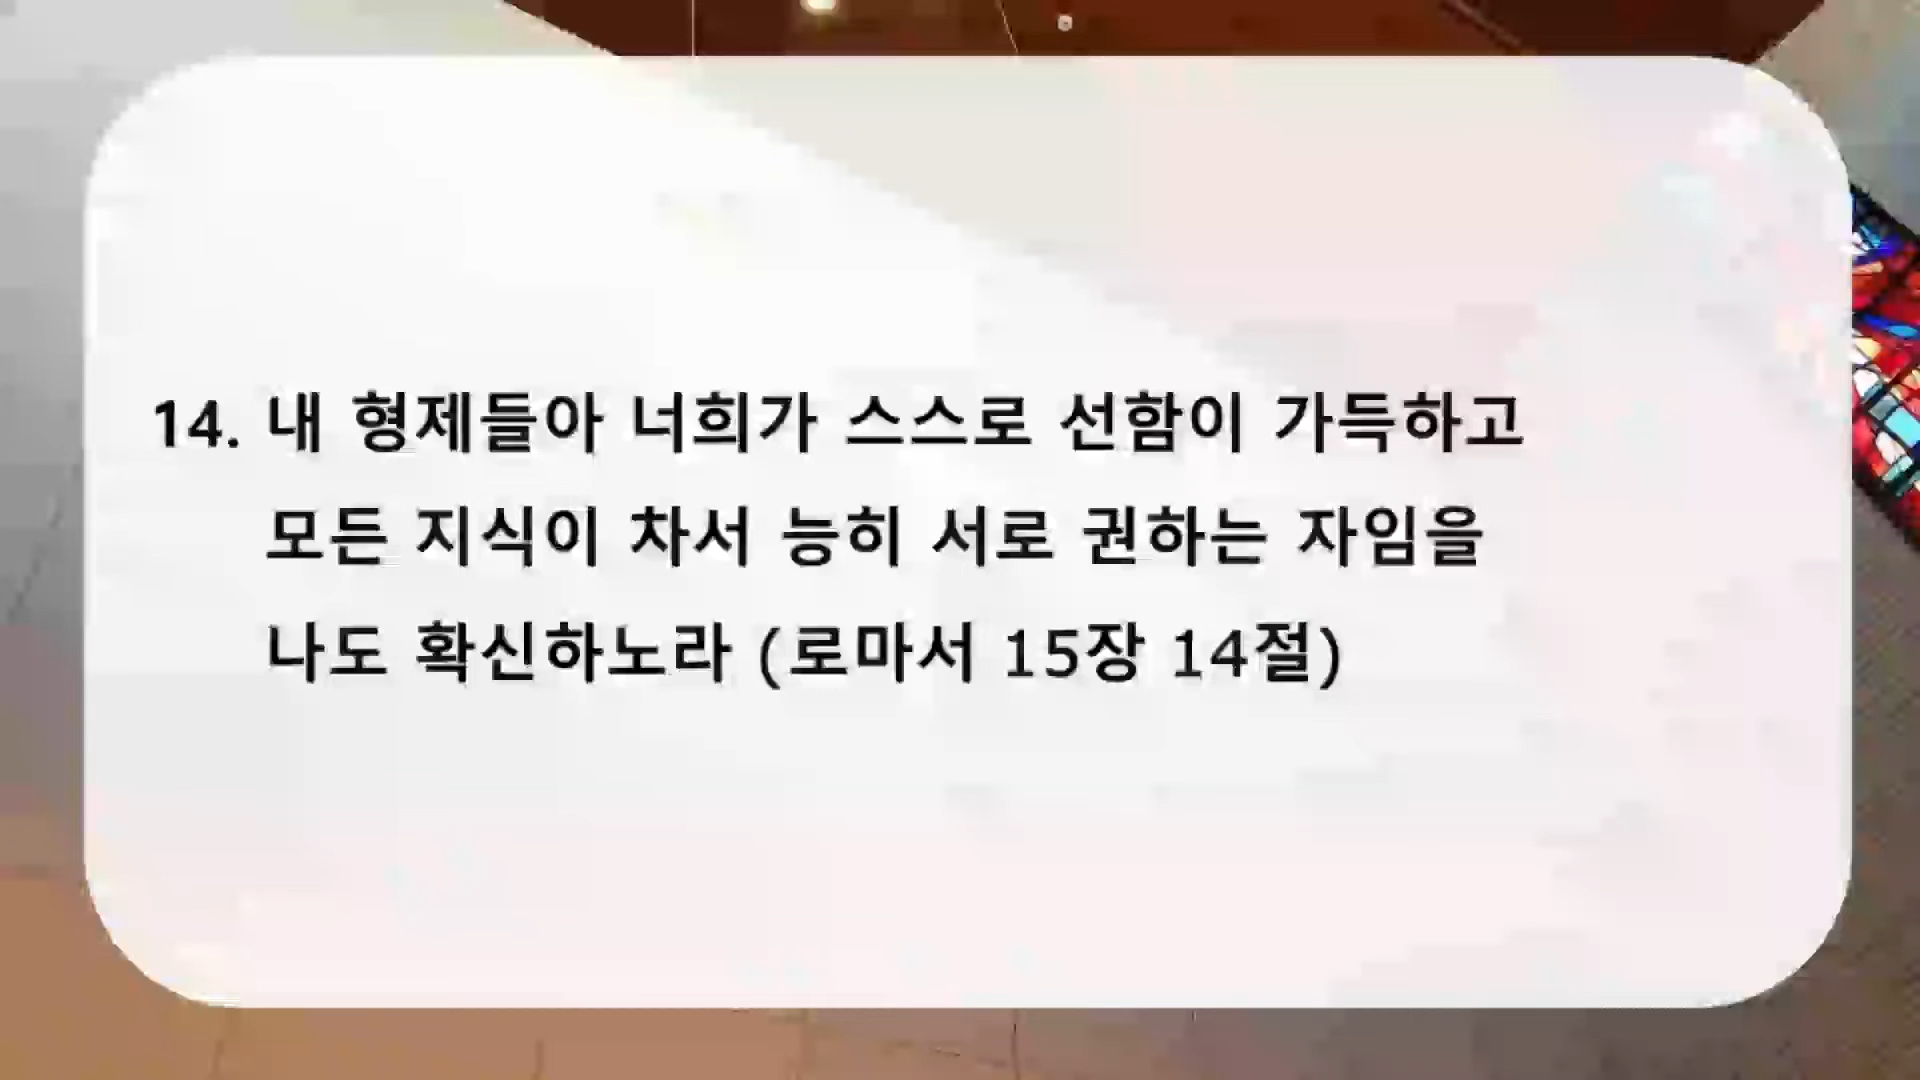 14. 내 형제들아 너희가 스스로 선함이 가득하고
모든 지식이 차서 능히 서로 권하는 자임을
나도 확신하노라 (로마서 15장 14절)